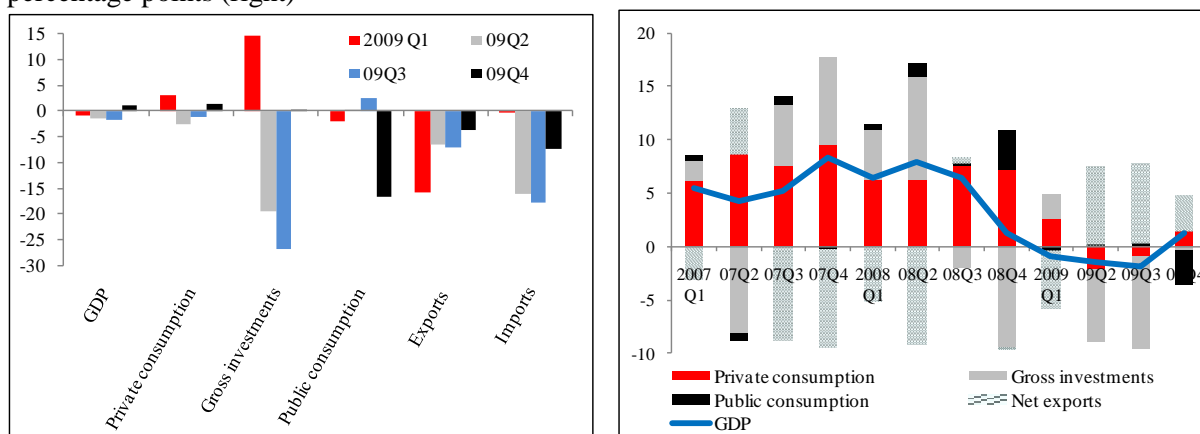 percentage points (right)
15
10
5
0
-5
-10
-15
-20
-25
-30
2009 Q1
09Q2
09Q3
09Q4
GDP
Private consumption
Gross investments
Public consumption
Exports
Imports
20
15
10
5
0
-5
-10
2007 Q1
07Q2
07Q3
07Q4
2008 Q1
08Q2
08Q3
08Q4
2009 Q1
09Q2
09Q3
09Q4
Private consumption
Gross investments
Public consumption
Net exports
GDP